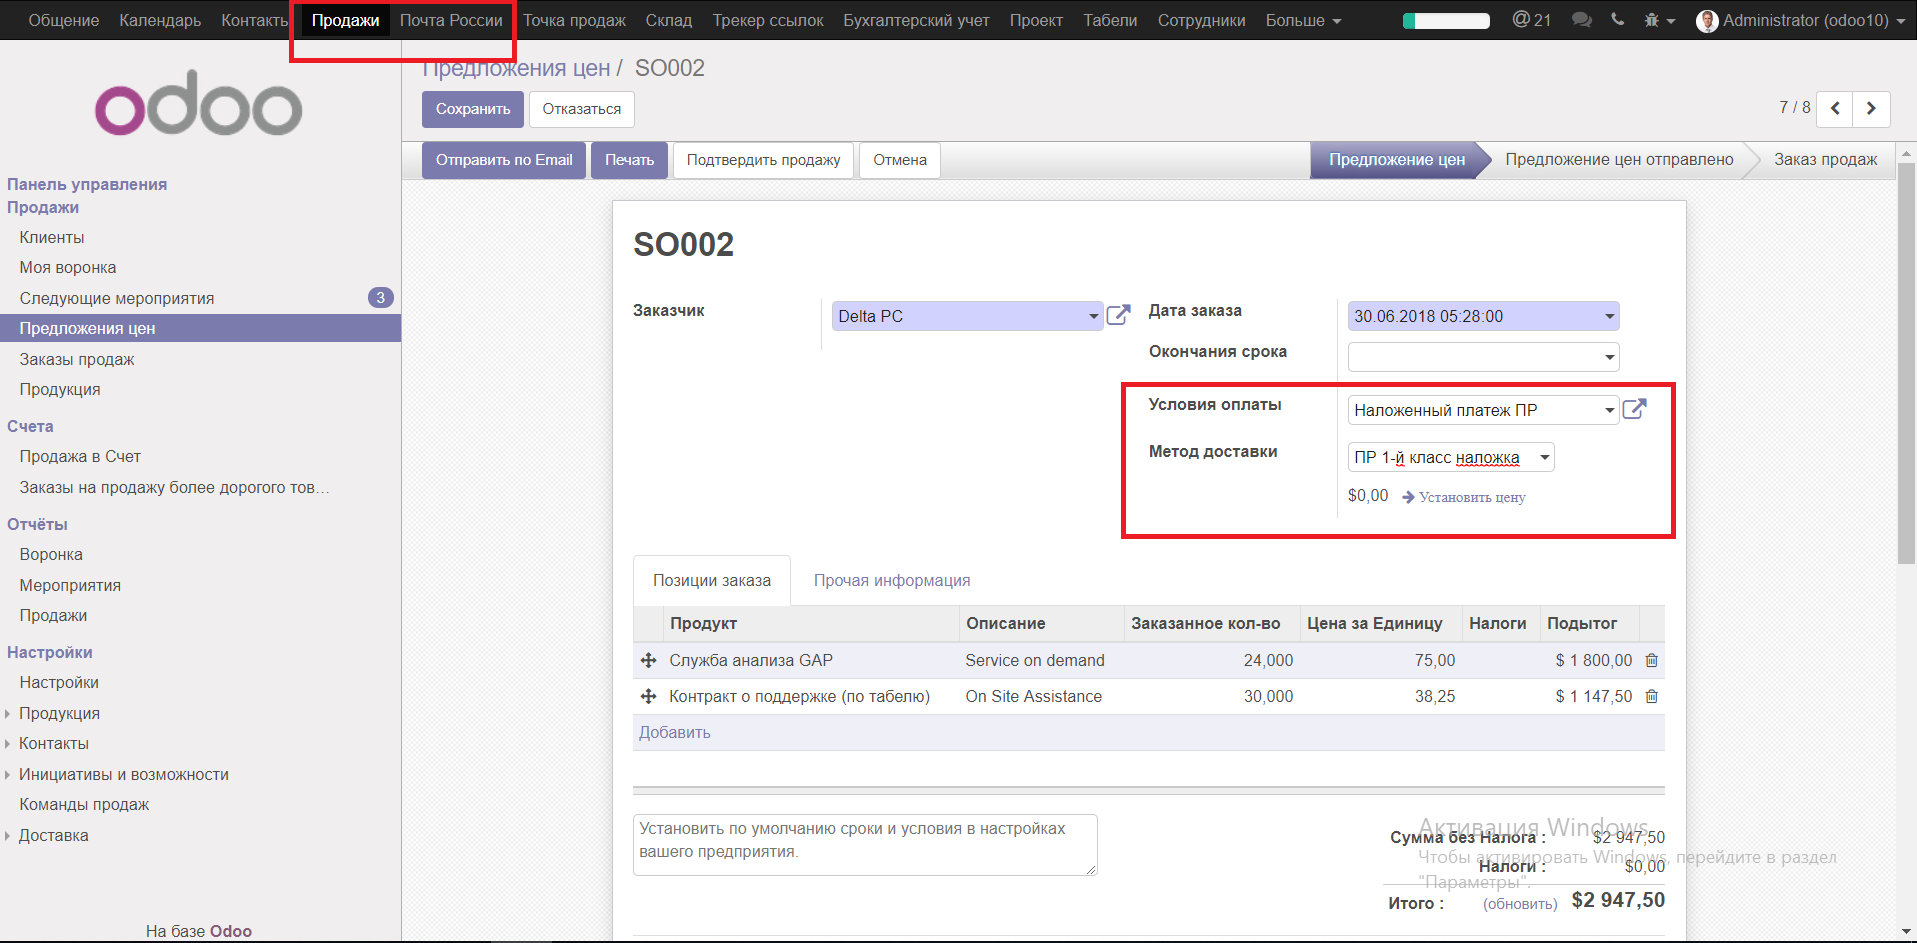 Общение Календарь Контакты Продажи Почта России Точка продаж Склад Трекер ссылок Бухгалтерский учет Проект Табели Сотрудники Больше @ 21 Administrator (odoo10)
odoo
Предложения цен / SO002
Сохранить Отказаться 7 / 8
Отправить по Email Печать Подтвердить продажу Отмена Предложение цен Предложение цен отправлено Заказ продаж
Панель управления
Продажи
Клиенты
Моя воронка
Следующие мероприятия 3
Предложения цен
Заказы продаж
Продукция
Счета
Продажа в Счет
Заказы на продажу более дорогого тов…
Отчёты
Воронка
Мероприятия
Продажи
Настройки
Настройки
Продукция
Контакты
Инициативы и возможности
Команды продаж
Доставка
На базе Odoo
SO002
Заказчик Delta PC Дата заказа 30.06.2018 05:28:00
Окончания срока
Условия оплаты Наложенный платеж ПР
Метод доставки ПР 1-й класс наложка
$0,00 Установить цену
Позиции заказа Прочая информация
Продукт Описание Заказанное кол-во Цена за Единицу Налоги Подытог
Служба анализа GAP Service on demand 24,000 75,00 $ 1 800,00
Контракт о поддержке (по табелю) On Site Assistance 30,000 38,25 $ 1 147,50
Добавить
Установить по умолчанию сроки и условия в настройках
вашего предприятия.
Активация Windows
Сумма без Налога : $2 947,50
Чтобы активировать Windows, перейдите в раздел
Налоги : $0,00
"Параметры".
Итого : (обновить) $2 947,50